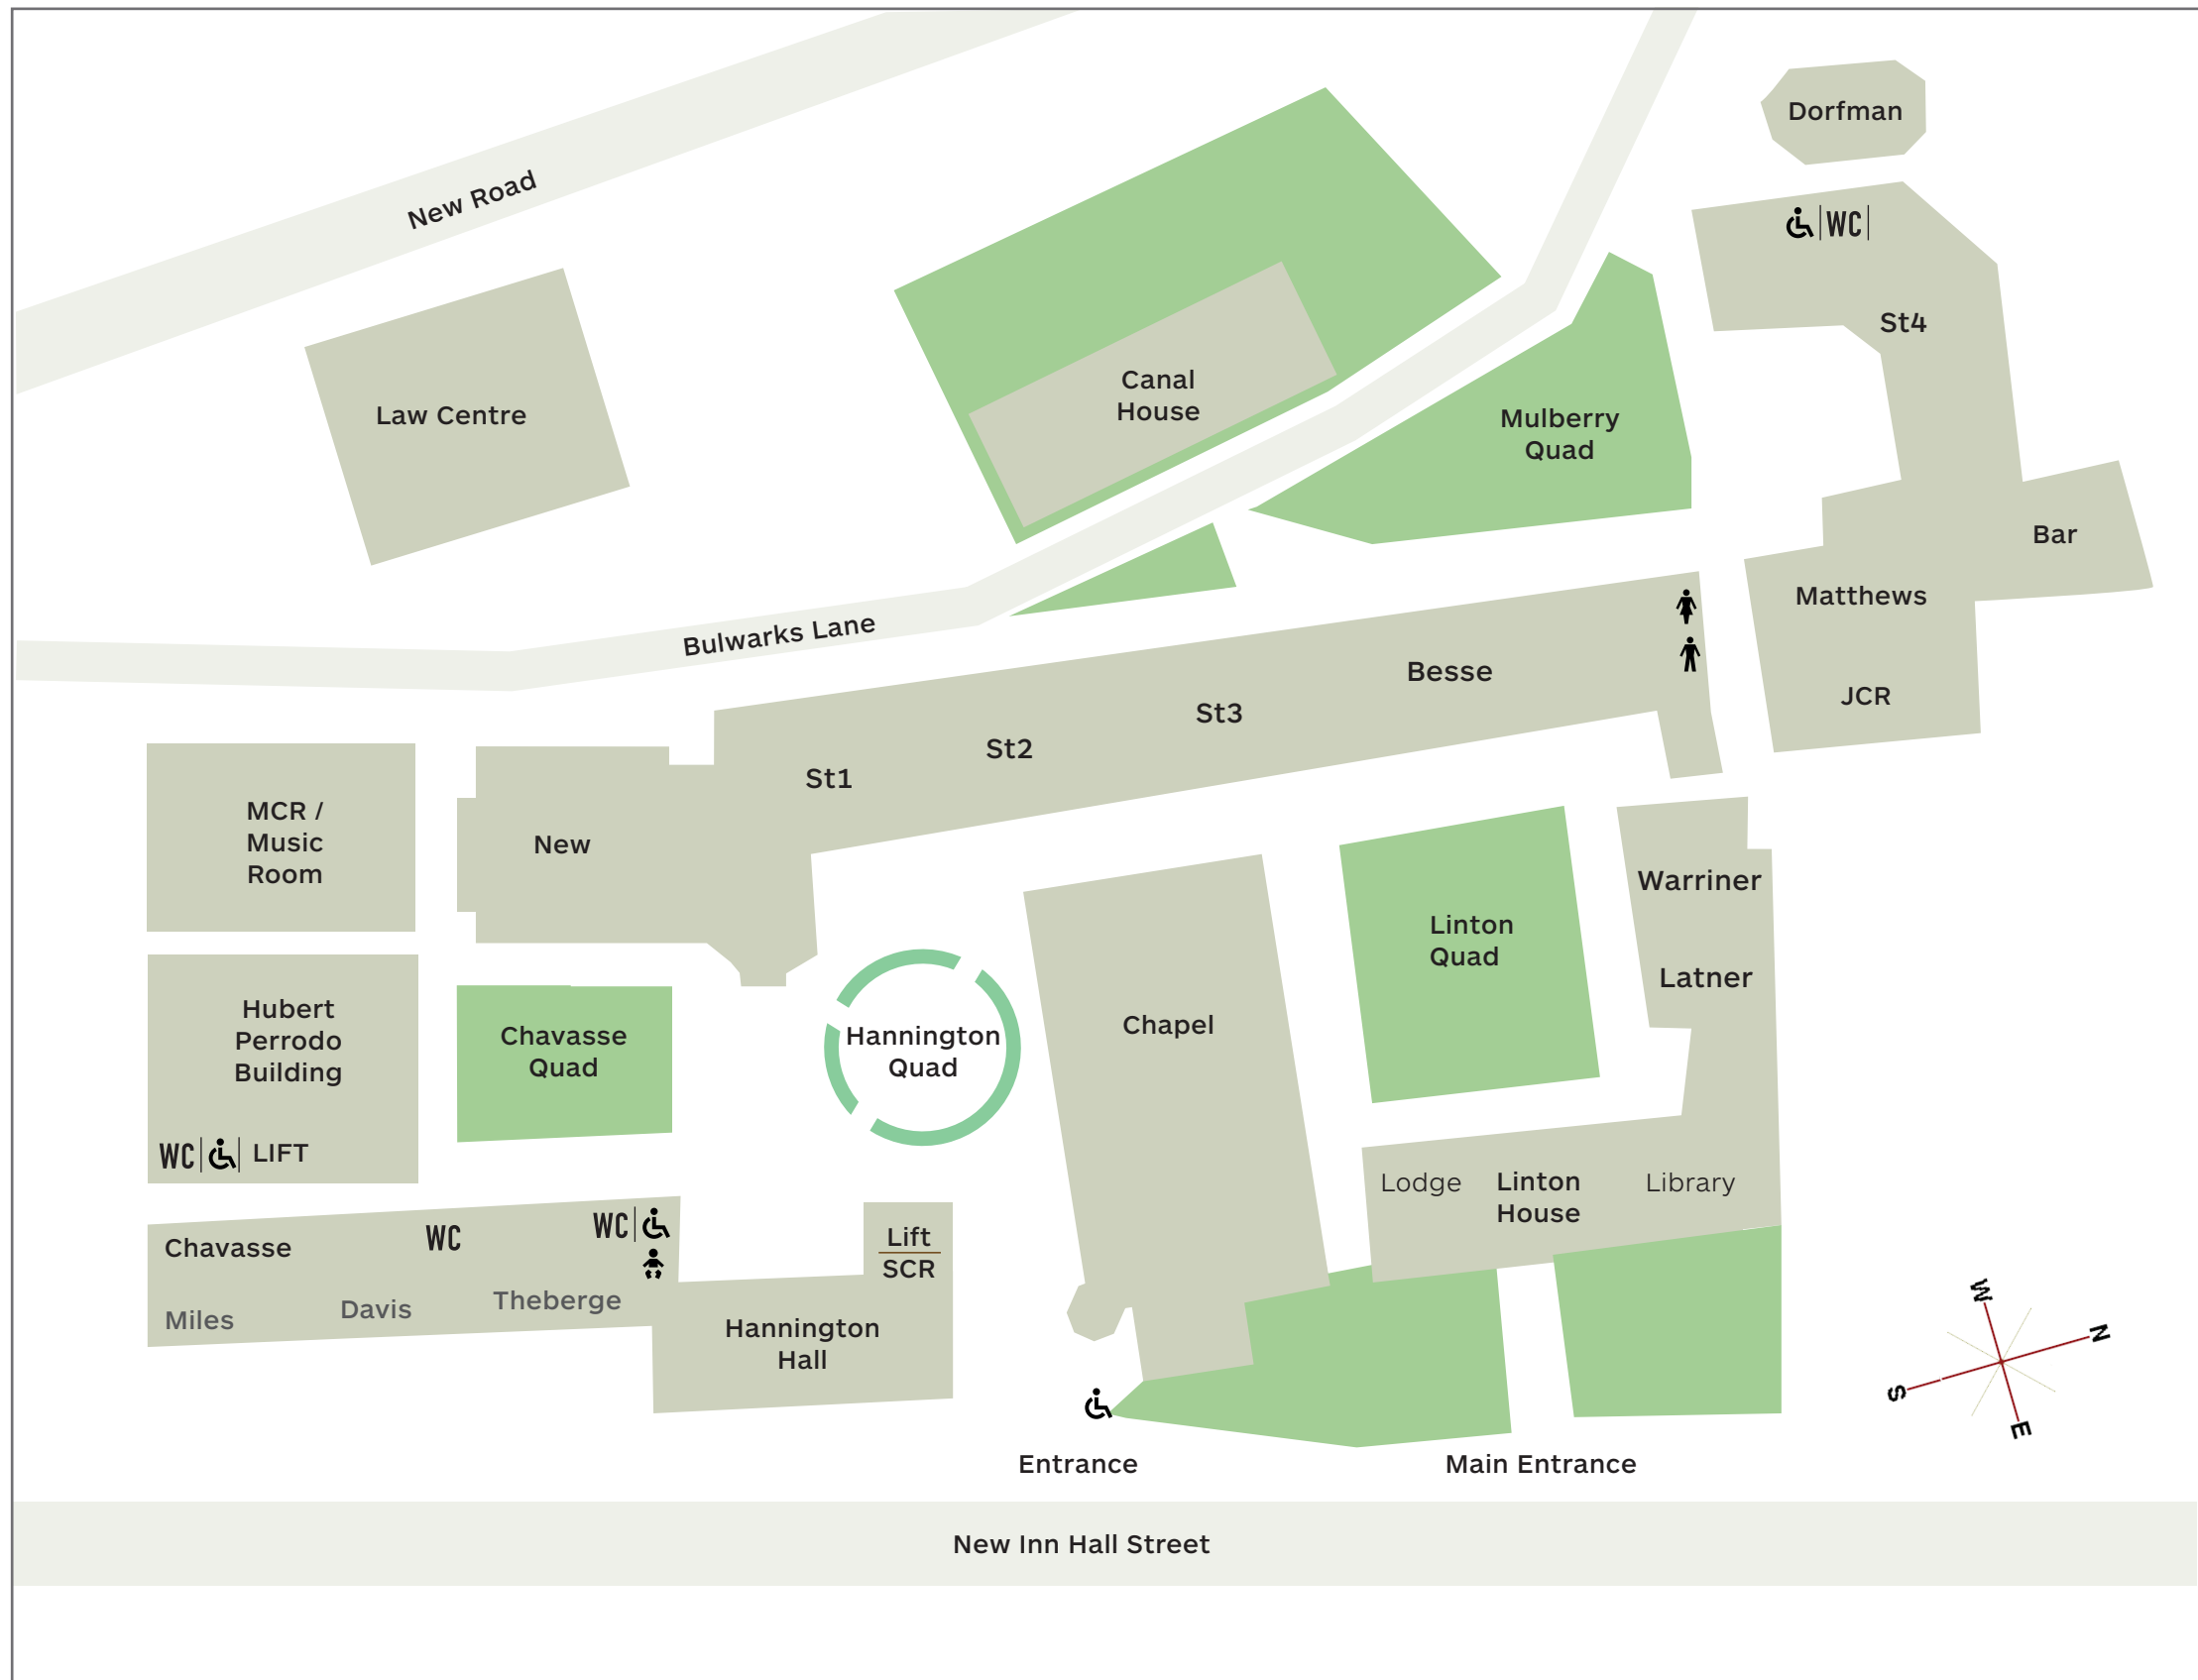 Dorfman
New Road
WC
St4
Law Centre
Canal
House
Mulberry
Quad
Bar
Matthews
Bulwarks Lane
Besse
JCR
St3
St2
St1
MCR /
Music
Room
New
Warriner
Linton
Quad
Latner
Hubert
Perrodo
Building
Chavasse
Quad
Hannington
Quad
Chapel
WC LIFT
Lodge
Linton
House
Library
Chavasse
WC
WC
Lift
SCR
Miles
Davis
Theberge
Hannington
Hall
W
N
S
E
Entrance
Main Entrance
New Inn Hall Street